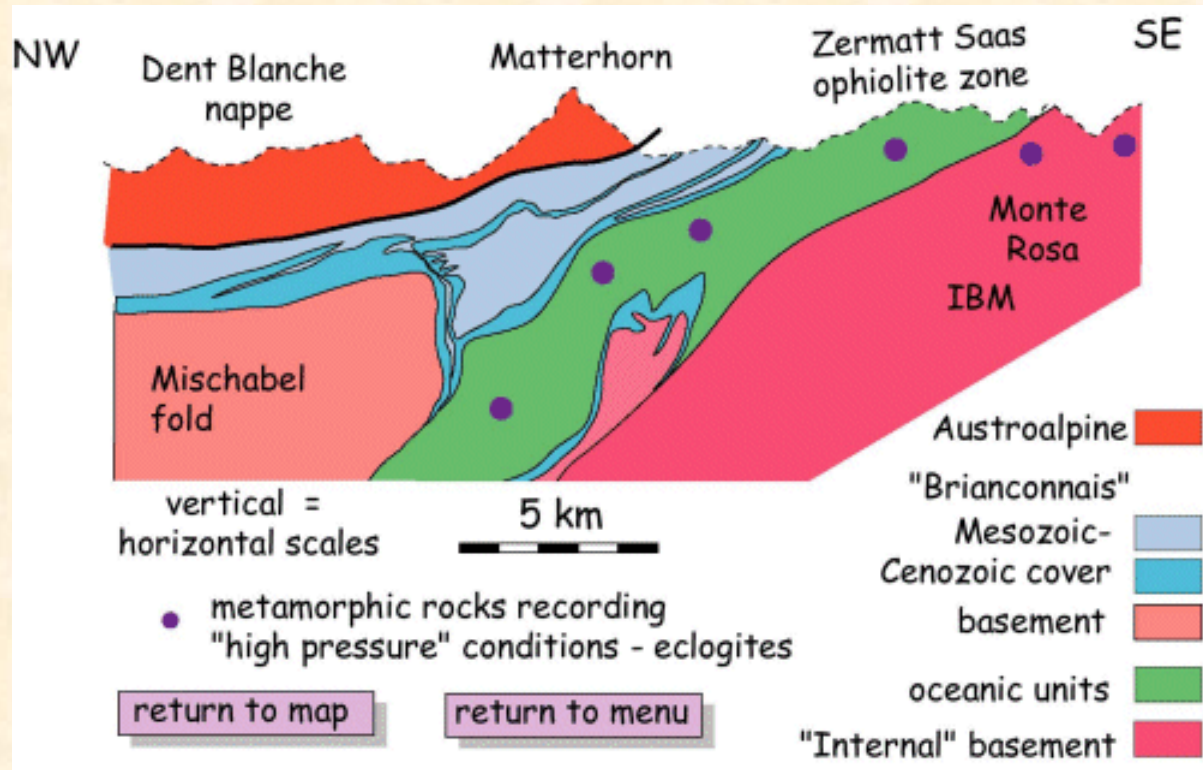 NW
Dent Blanche
nappe
Matterhorn
Zermatt Saas
ophiolite zone
SE
Monte
Rosa
IBM
Mischabel
fold
vertical =
horizontal scales
5 km
metamorphic rocks recording
"high pressure" conditions - eclogites
return to map
return to menu
Austroalpine
"Brianconnais"
Mesozoic-
Cenozoic cover
basement
oceanic units
"Internal" basement